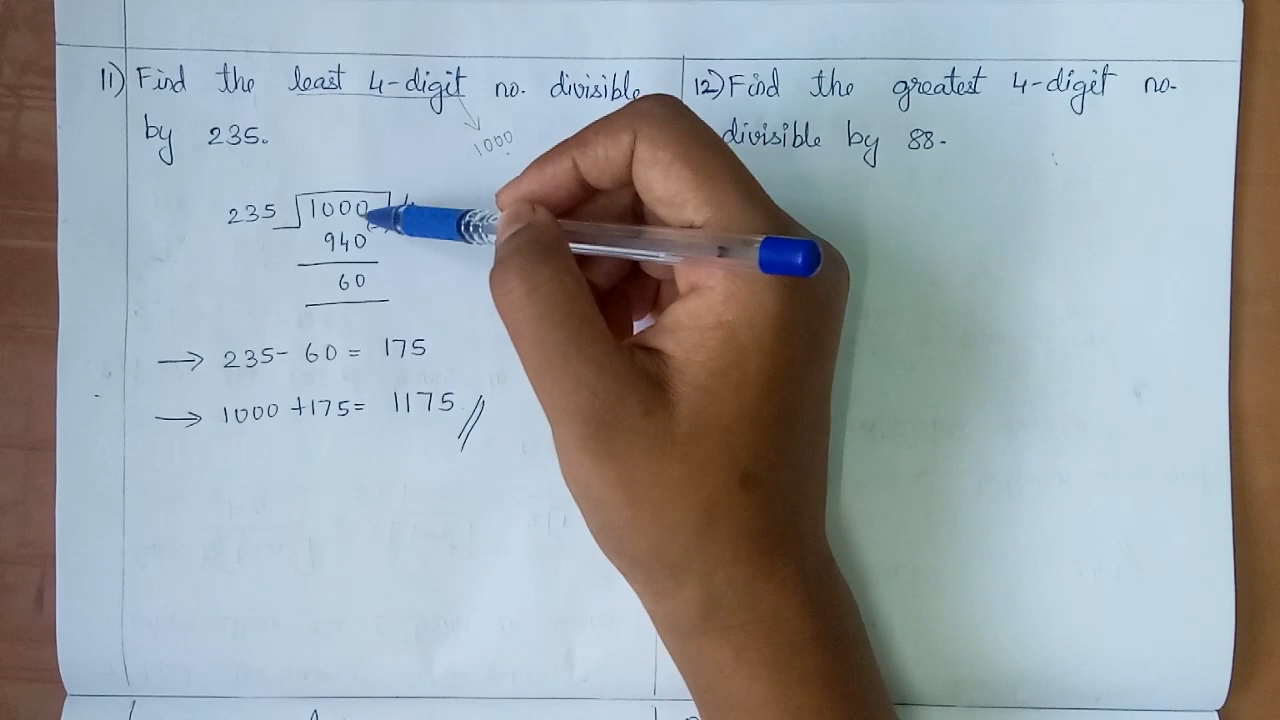 11) Find the least 4-digit no. divisible
by 235.
1000
235 1000
940
60
→ 235- 60 = 175
→ 1000 +175= 1175 //
12) Find the greatest 4-digit no.
divisible by 88.